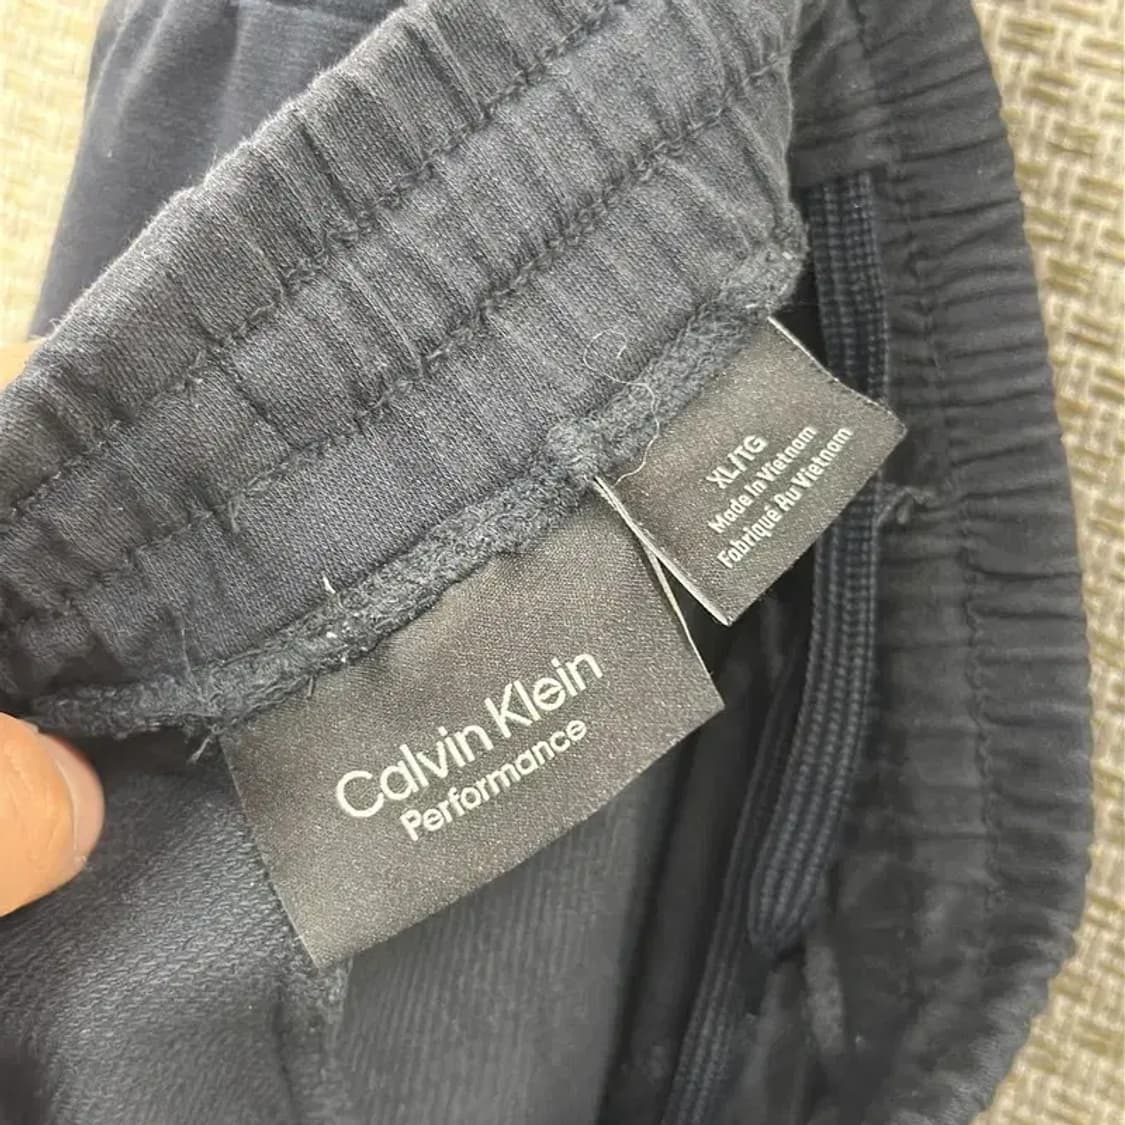 Calvin Klein
Performance
XL/TG
Made In Vietnam
Fabriqué Au Vietnam